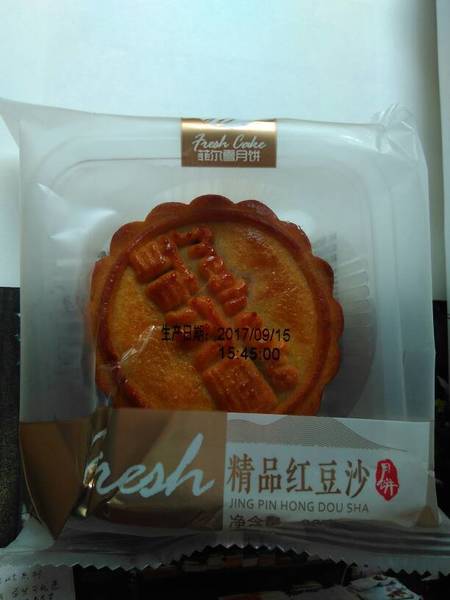 Fresh Cake
菲尔雪月饼
生产日期: 2017/09/15
15:45:00
Fresh
精品红豆沙
月饼
JING PIN HONG DOU SHA
净含量